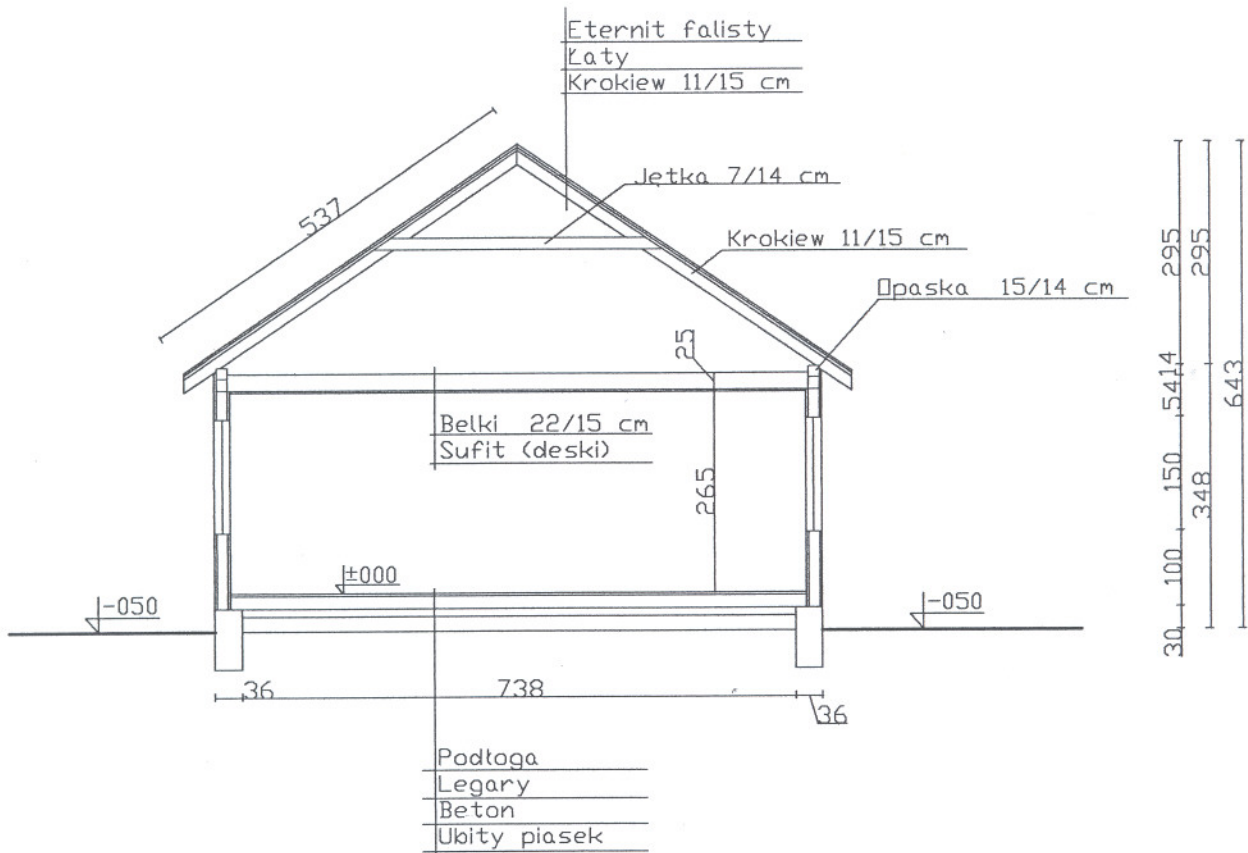 Eternit falisty
Łaty
Krokiew 11/15 cm
Jętka 7/14 cm
537
Krokiew 11/15 cm
Opaska 15/14 cm
25
Belki 22/15 cm
Sufit (deski)
265
±000
-050
-050
36
738
36
Podłoga
Legary
Beton
Ubity piasek
295
14
54
150
100
30
295
348
643